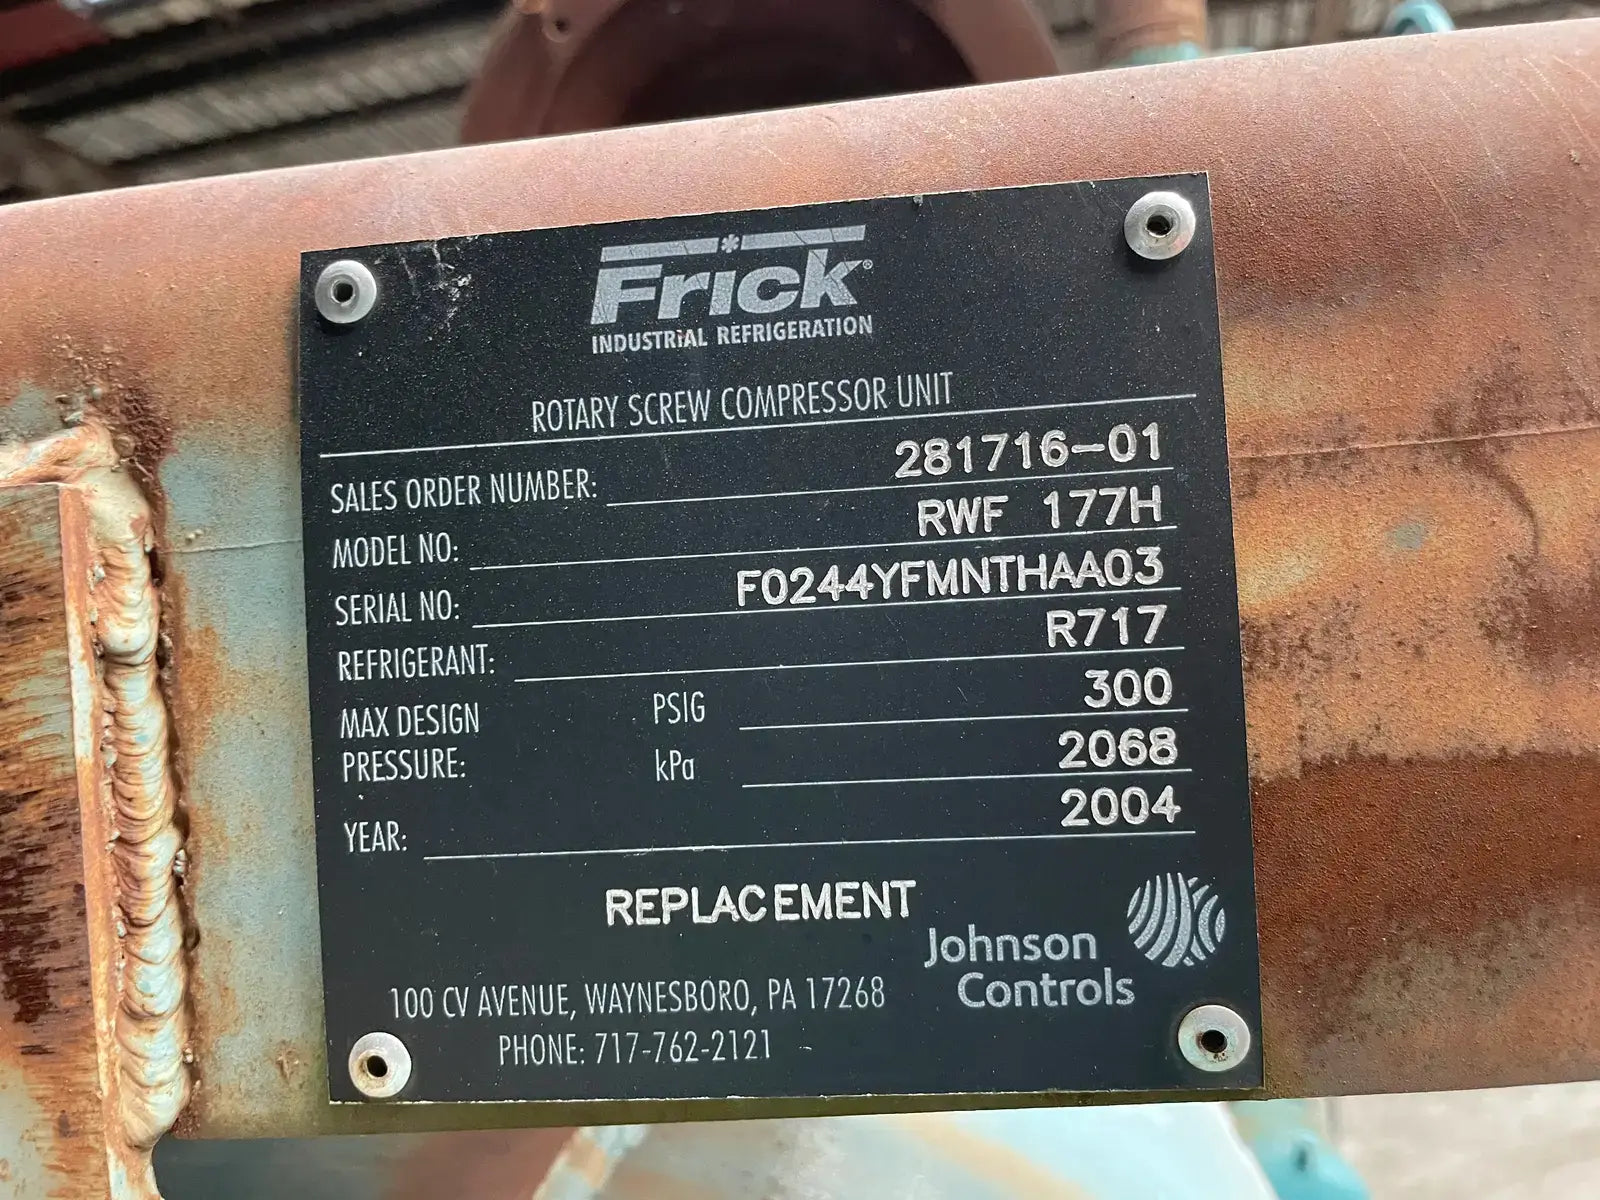 Frick®
INDUSTRIAL REFRIGERATION
ROTARY SCREW COMPRESSOR UNIT
SALES ORDER NUMBER: 281716-01
MODEL NO: RWF 177H
SERIAL NO: F0244YFMNTHAA03
REFRIGERANT: R717
MAX DESIGN PSIG 300
PRESSURE: kPa 2068
YEAR: 2004
REPLACEMENT
Johnson
Controls
100 CV AVENUE, WAYNESBORO, PA 17268
PHONE: 717-762-2121